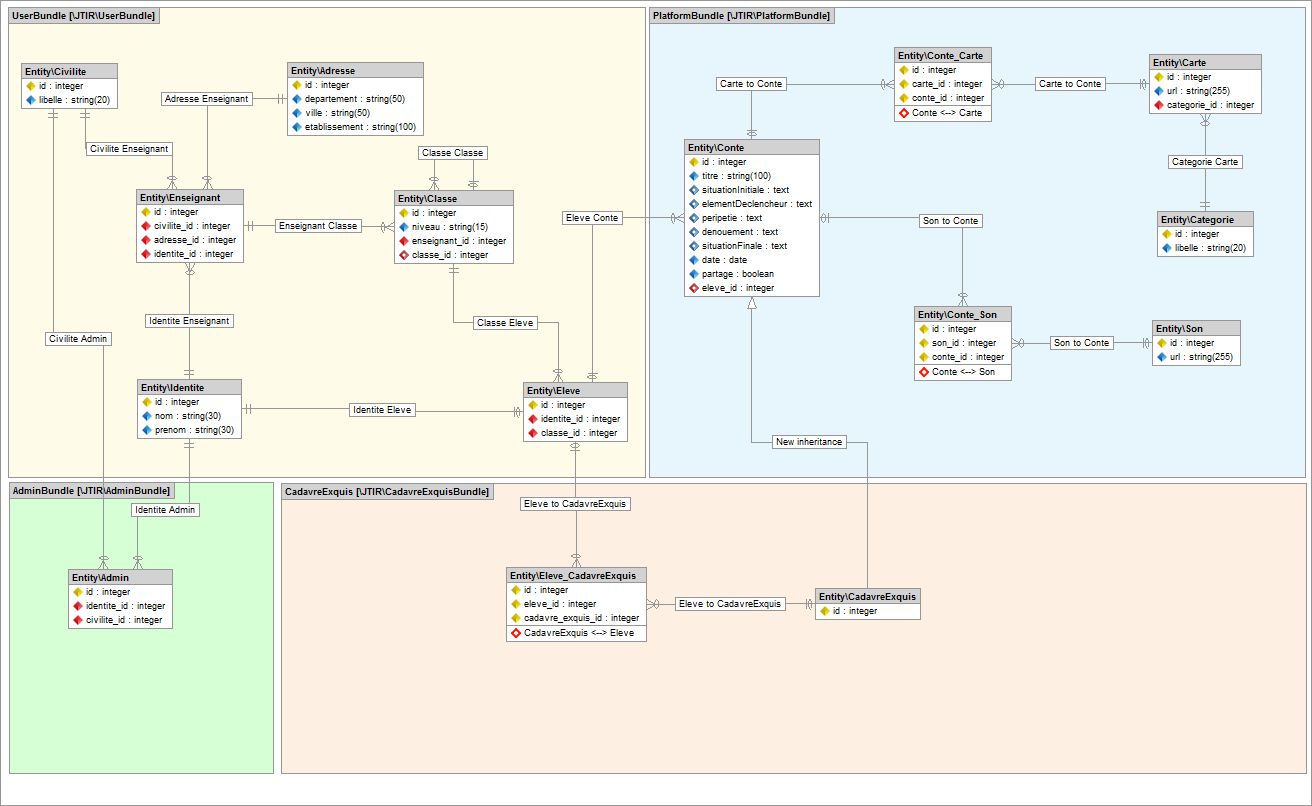 UserBundle [\JTIR\UserBundle]
Entity\Civilite
id : integer
libelle : string(20)
Entity\Adresse
id : integer
departement : string(50)
ville : string(50)
etablissement : string(100)
Adresse Enseignant
Civilite Enseignant
Classe Classe
Entity\Enseignant
id : integer
civilite_id : integer
adresse_id : integer
identite_id : integer
Enseignant Classe
Entity\Classe
id : integer
niveau : string(15)
enseignant_id : integer
classe_id : integer
Identite Enseignant
Classe Eleve
Civilite Admin
Entity\Identite
id : integer
nom : string(30)
prenom : string(30)
Identite Eleve
Entity\Eleve
id : integer
identite_id : integer
classe_id : integer
Eleve Conte
PlatformBundle [\JTIR\PlatformBundle]
Carte to Conte
Entity\Conte_Carte
id : integer
carte_id : integer
conte_id : integer
Conte <--> Carte
Carte to Conte
Entity\Carte
id : integer
url : string(255)
categorie_id : integer
Categorie Carte
Entity\Conte
id : integer
titre : string(100)
situationInitiale : text
elementDeclencheur : text
peripetie : text
denouement : text
situationFinale : text
date : date
partage : boolean
eleve_id : integer
Son to Conte
Entity\Categorie
id : integer
libelle : string(20)
Entity\Conte_Son
id : integer
son_id : integer
conte_id : integer
Conte <--> Son
Son to Conte
Entity\Son
id : integer
url : string(255)
New inheritance
AdminBundle [\JTIR\AdminBundle]
Identite Admin
Entity\Admin
id : integer
identite_id : integer
civilite_id : integer
CadavreExquis [\JTIR\CadavreExquisBundle]
Eleve to CadavreExquis
Entity\Eleve_CadavreExquis
id : integer
eleve_id : integer
cadavre_exquis_id : integer
CadavreExquis <--> Eleve
Eleve to CadavreExquis
Entity\CadavreExquis
id : integer